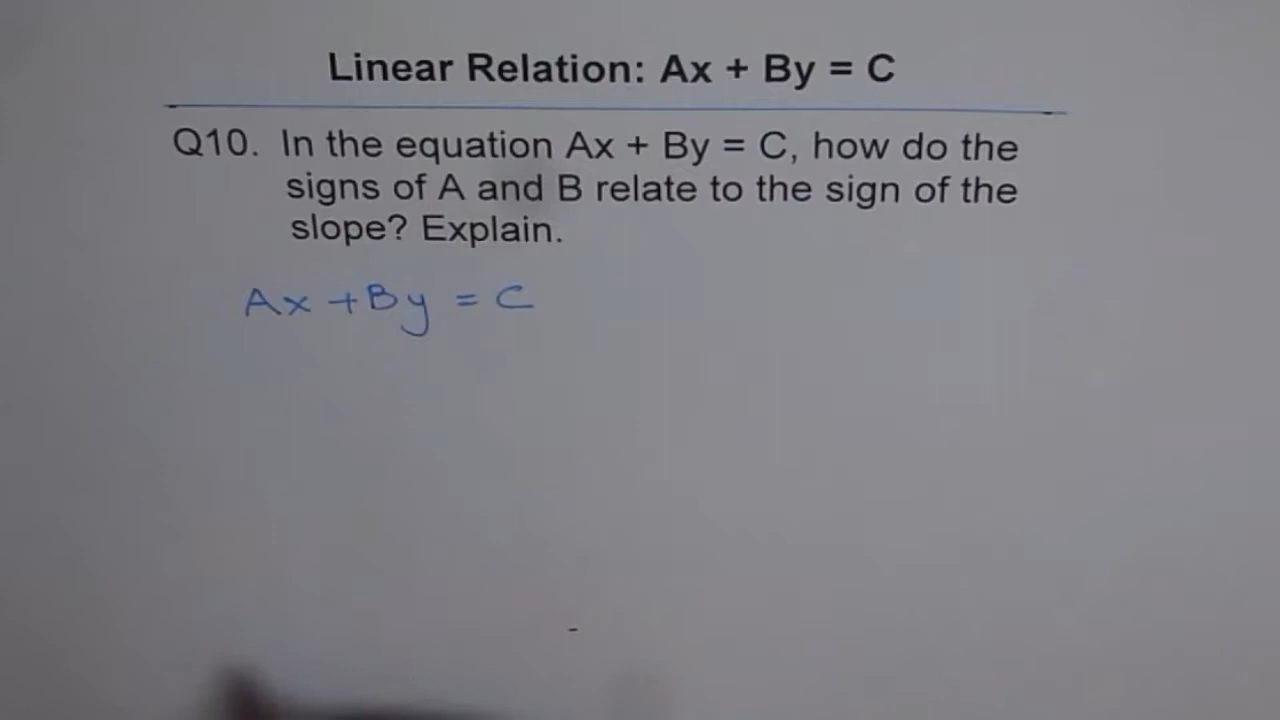 Linear Relation: Ax + By = C
Q10. In the equation Ax + By = C, how do the
signs of A and B relate to the sign of the
slope? Explain.
Ax + By = C